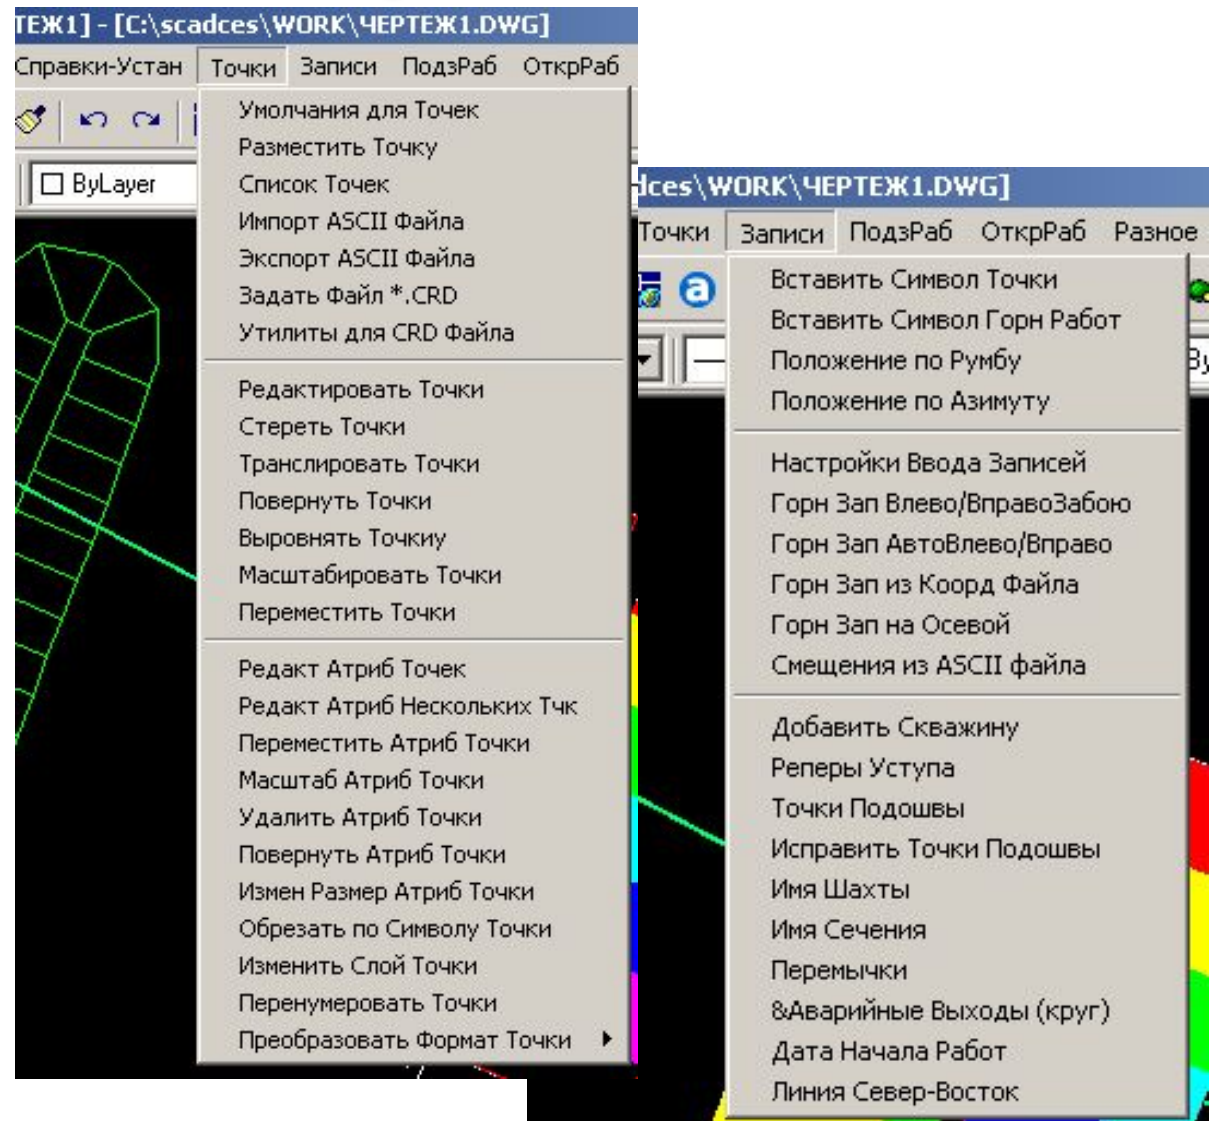 ТЕЖ1] - [C:\scadces\WORK\ЧЕРТЕЖ1.DWG]
Справки-Устан Точки Записи ПодзРаб ОткрРаб
ByLayer
Умолчания для Точек
Разместить Точку
Список Точек
Импорт ASCII Файла
Экспорт ASCII Файла
Задать Файл *.CRD
Утилиты для CRD Файла
Редактировать Точки
Стереть Точки
Транслировать Точки
Повернуть Точки
Выровнять Точкиу
Масштабировать Точки
Переместить Точки
Редакт Атриб Точек
Редакт Атриб Нескольких Тчк
Переместить Атриб Точки
Масштаб Атриб Точки
Удалить Атриб Точки
Повернуть Атриб Точки
Измен Размер Атриб Точки
Обрезать по Символу Точки
Изменить Слой Точки
Перенумеровать Точки
Преобразовать Формат Точки
dces\WORK\ЧЕРТЕЖ1.DWG]
Точки Записи ПодзРаб ОткрРаб Разное
Вставить Символ Точки
Вставить Символ Горн Работ
Положение по Румбу
Положение по Азимуту
By
Настройки Ввода Записей
Горн Зап Влево/ВправоЗабою
Горн Зап АвтоВлево/Вправо
Горн Зап из Коорд Файла
Горн Зап на Осевой
Смещения из ASCII файла
Добавить Скважину
Реперы Уступа
Точки Подошвы
Исправить Точки Подошвы
Имя Шахты
Имя Сечения
Перемычки
&Аварийные Выходы (круг)
Дата Начала Работ
Линия Север-Восток